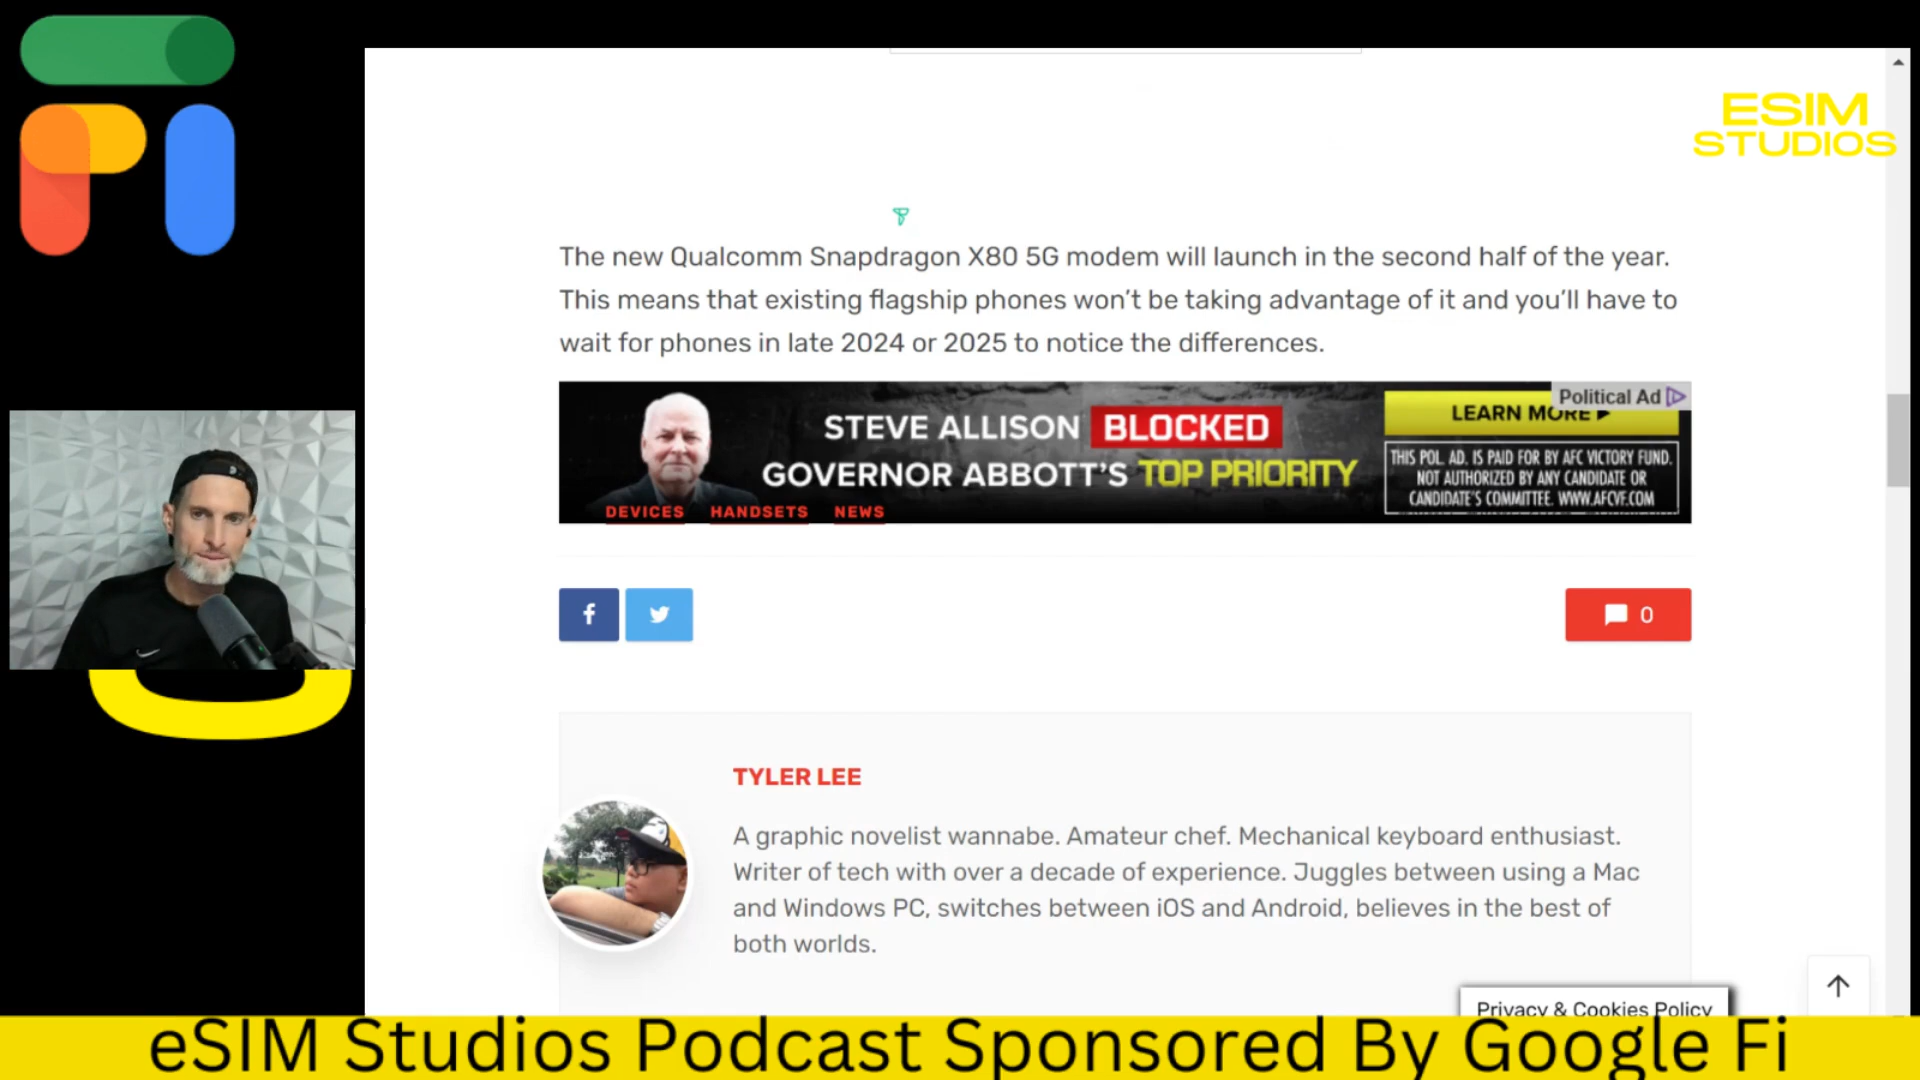 ESIM
STUDIOS
The new Qualcomm Snapdragon X80 5G modem will launch in the second half of the year.
This means that existing flagship phones won’t be taking advantage of it and you’ll have to
wait for phones in late 2024 or 2025 to notice the differences.
Political Ad
STEVE ALLISON BLOCKED
GOVERNOR ABBOTT'S TOP PRIORITY
LEARN MORE
THIS POL. AD. IS PAID FOR BY AFC VICTORY FUND.
NOT AUTHORIZED BY ANY CANDIDATE OR
CANDIDATE'S COMMITTEE. WWW.AFCVF.COM
DEVICES HANDSETS NEWS
0
TYLER LEE
A graphic novelist wannabe. Amateur chef. Mechanical keyboard enthusiast.
Writer of tech with over a decade of experience. Juggles between using a Mac
and Windows PC, switches between iOS and Android, believes in the best of
both worlds.
Privacy & Cookies Policy
eSIM Studios Podcast Sponsored By Google Fi